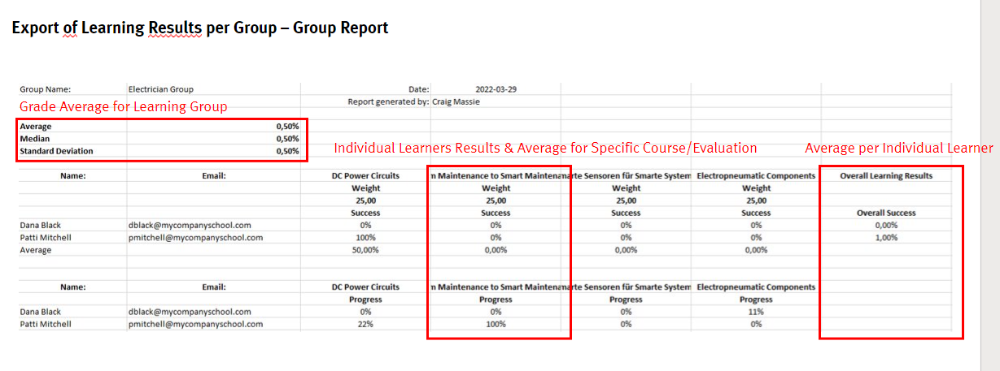 Export of Learning Results per Group – Group Report
Group Name: Electrician Group Date: 2022-03-29
Report generated by: Craig Massie
Grade Average for Learning Group
Average 0,50%
Median 0,50%
Standard Deviation 0,50%
Individual Learners Results & Average for Specific Course/Evaluation Average per Individual Learner
Name: Email: DC Power Circuits n Maintenance to Smart Maintena rte Sensoren für Smarte System Electropneumatic Components Overall Learning Results
Weight Weight Weight Weight
25,00 25,00 25,00 25,00
Success Success Success Success Overall Success
Dana Black dblack@mycompanyschool.com 0% 0% 0% 0% 0,00%
Patti Mitchell pmitchell@mycompanyschool.com 100% 0% 0% 0% 1,00%
Average 50,00% 0,00% 0,00% 0,00%
Name: Email: DC Power Circuits n Maintenance to Smart Maintena rte Sensoren für Smarte System Electropneumatic Components
Progress Progress Progress Progress
Dana Black dblack@mycompanyschool.com 0% 0% 0% 11%
Patti Mitchell pmitchell@mycompanyschool.com 22% 100% 0% 0%